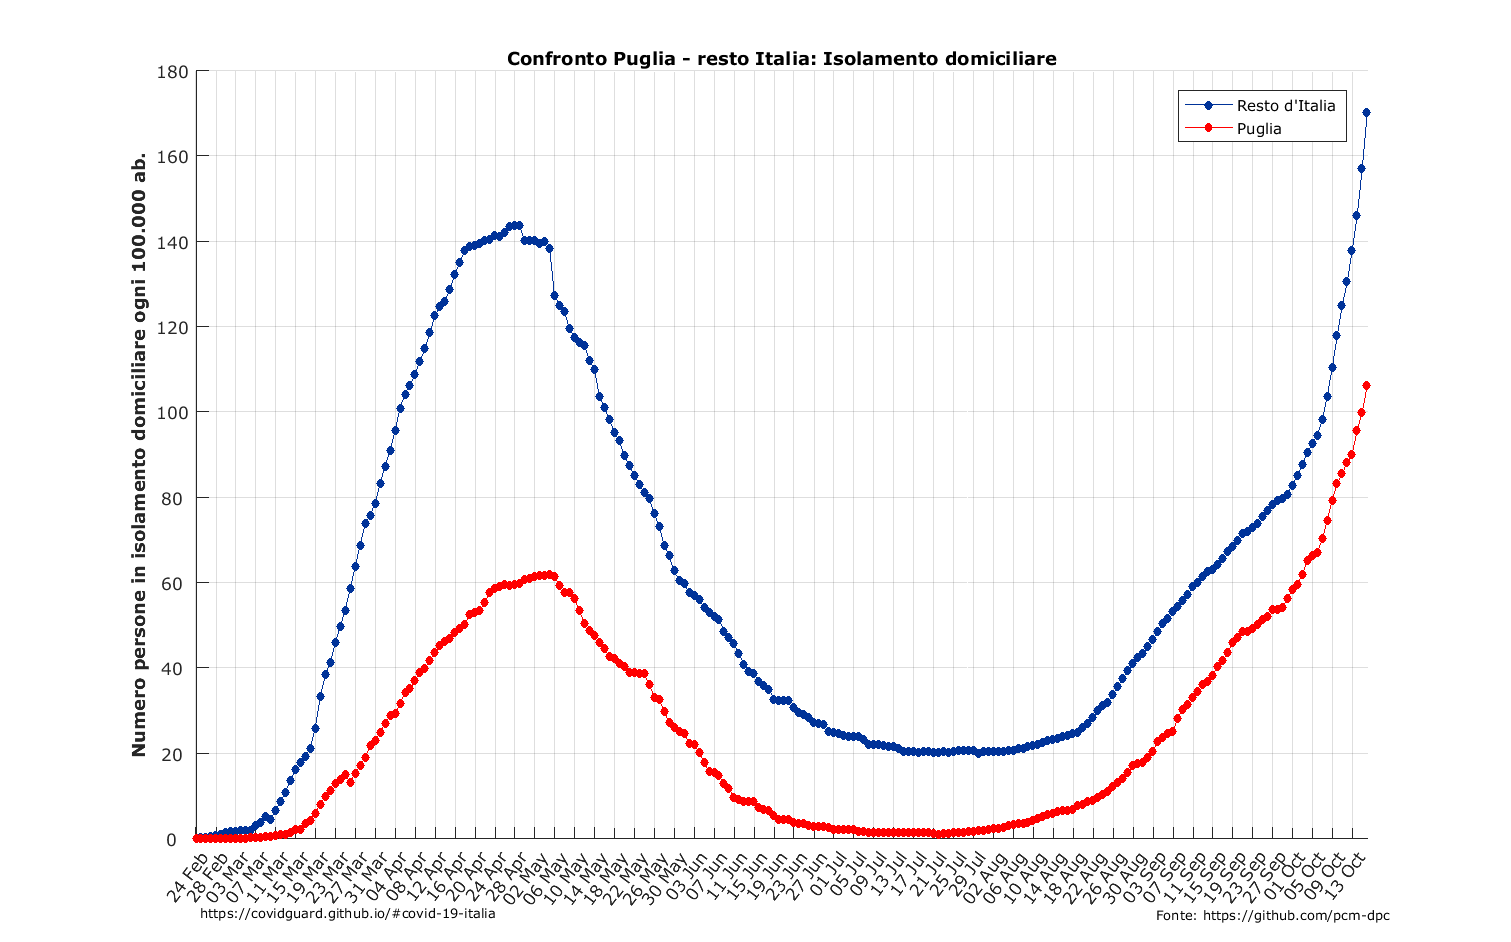 Confronto Puglia - resto Italia: Isolamento domiciliare
Numero persone in isolamento domiciliare ogni 100.000 ab.
180
160
140
120
100
80
60
40
20
0
Resto d'Italia
Puglia
24 Feb
28 Feb
03 Mar
07 Mar
11 Mar
15 Mar
19 Mar
23 Mar
27 Mar
31 Mar
04 Apr
08 Apr
12 Apr
16 Apr
20 Apr
24 Apr
28 Apr
02 May
06 May
10 May
14 May
18 May
22 May
26 May
30 May
03 Jun
07 Jun
11 Jun
15 Jun
19 Jun
23 Jun
27 Jun
01 Jul
05 Jul
09 Jul
13 Jul
17 Jul
21 Jul
25 Jul
29 Jul
02 Aug
06 Aug
10 Aug
14 Aug
18 Aug
22 Aug
26 Aug
30 Aug
03 Sep
07 Sep
11 Sep
15 Sep
19 Sep
23 Sep
27 Sep
01 Oct
05 Oct
09 Oct
13 Oct
https://covidguard.github.io/#covid-19-italia
Fonte: https://github.com/pcm-dpc